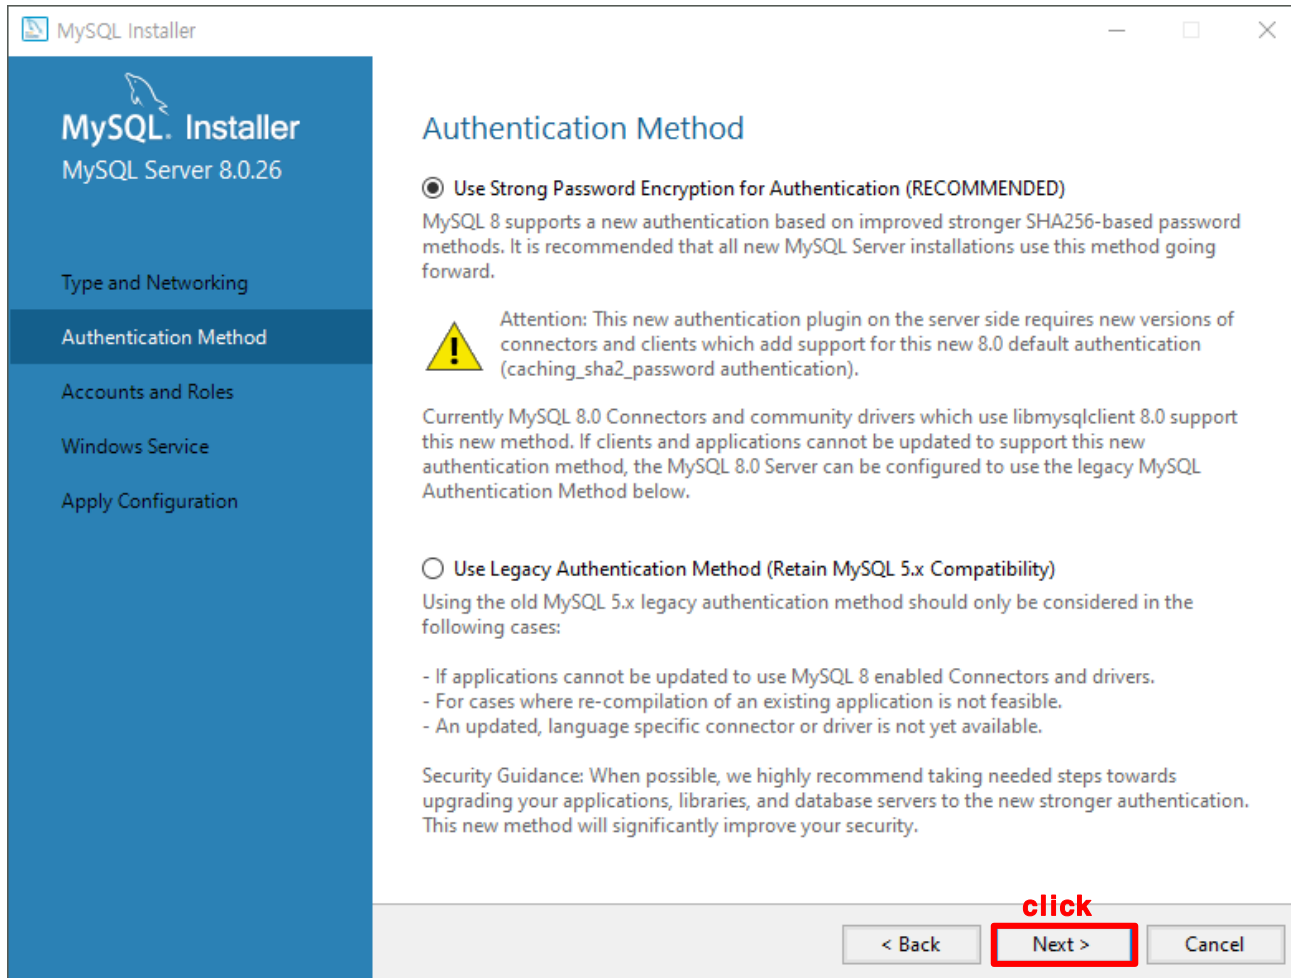 MySQL Installer
MySQL. Installer
MySQL Server 8.0.26
Type and Networking
Authentication Method
Accounts and Roles
Windows Service
Apply Configuration
Authentication Method
Use Strong Password Encryption for Authentication (RECOMMENDED)
MySQL 8 supports a new authentication based on improved stronger SHA256-based password
methods. It is recommended that all new MySQL Server installations use this method going
forward.
Attention: This new authentication plugin on the server side requires new versions of
connectors and clients which add support for this new 8.0 default authentication
(caching_sha2_password authentication).
Currently MySQL 8.0 Connectors and community drivers which use libmysqlclient 8.0 support
this new method. If clients and applications cannot be updated to support this new
authentication method, the MySQL 8.0 Server can be configured to use the legacy MySQL
Authentication Method below.
Use Legacy Authentication Method (Retain MySQL 5.x Compatibility)
Using the old MySQL 5.x legacy authentication method should only be considered in the
following cases:
- If applications cannot be updated to use MySQL 8 enabled Connectors and drivers.
- For cases where re-compilation of an existing application is not feasible.
- An updated, language specific connector or driver is not yet available.
Security Guidance: When possible, we highly recommend taking needed steps towards
upgrading your applications, libraries, and database servers to the new stronger authentication.
This new method will significantly improve your security.
click
< Back
Next >
Cancel